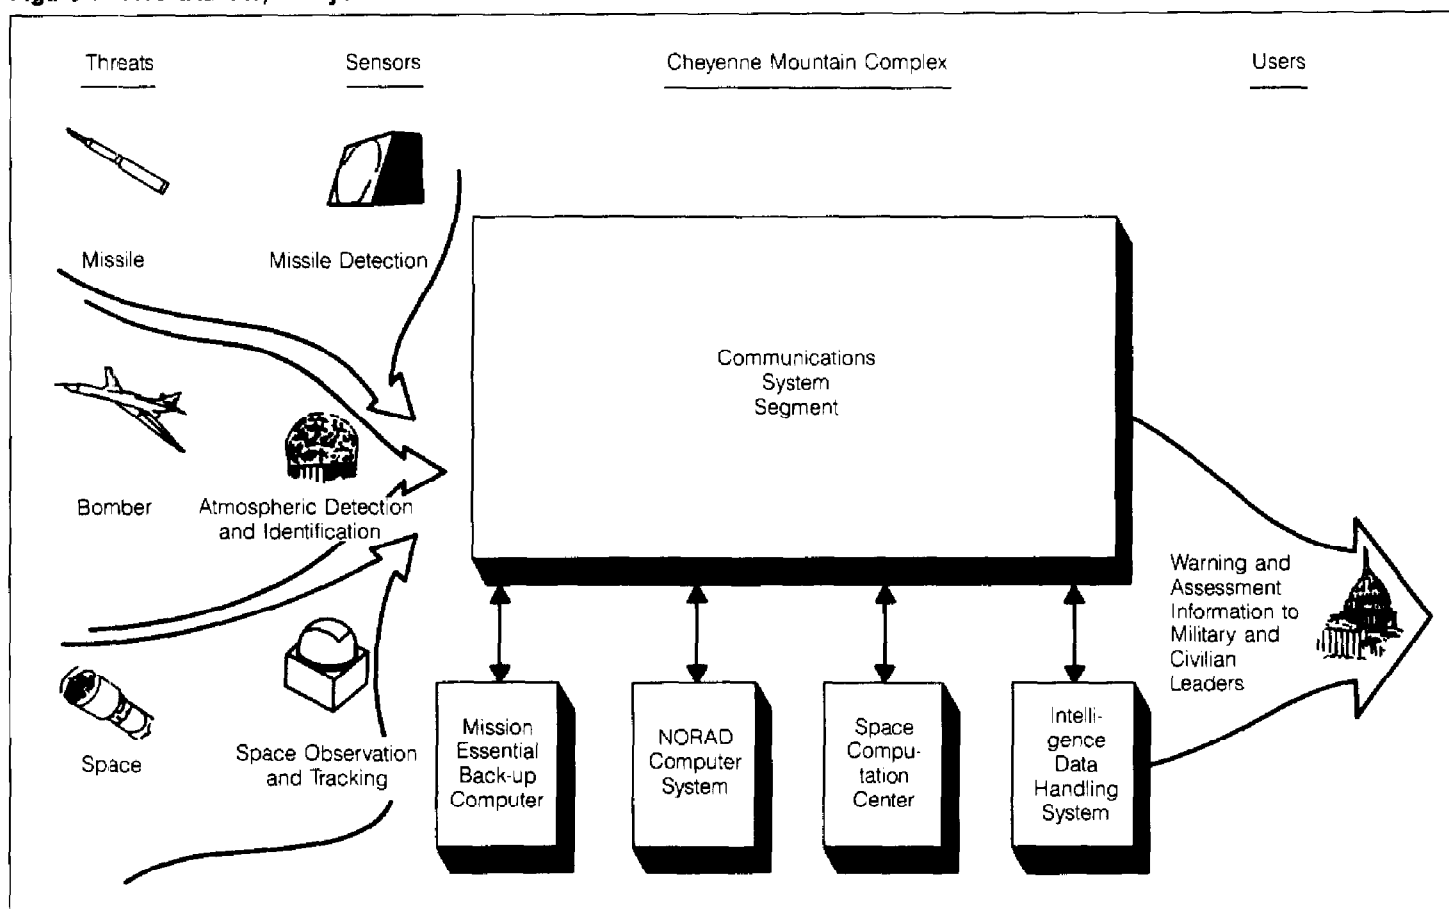 Threats
Sensors
Cheyenne Mountain Complex
Users
Missile
Missile Detection
Bomber
Atmospheric Detection
and Identification
Space
Space Observation
and Tracking
Communications
System
Segment
Mission
Essential
Back-up
Computer
NORAD
Computer
System
Space
Compu-
tation
Center
Intelli-
gence
Data
Handling
System
Warning and
Assessment
Information to
Military and
Civilian
Leaders